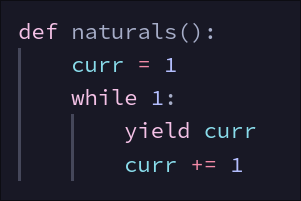 def naturals():
    curr = 1
    while 1:
        yield curr
        curr += 1